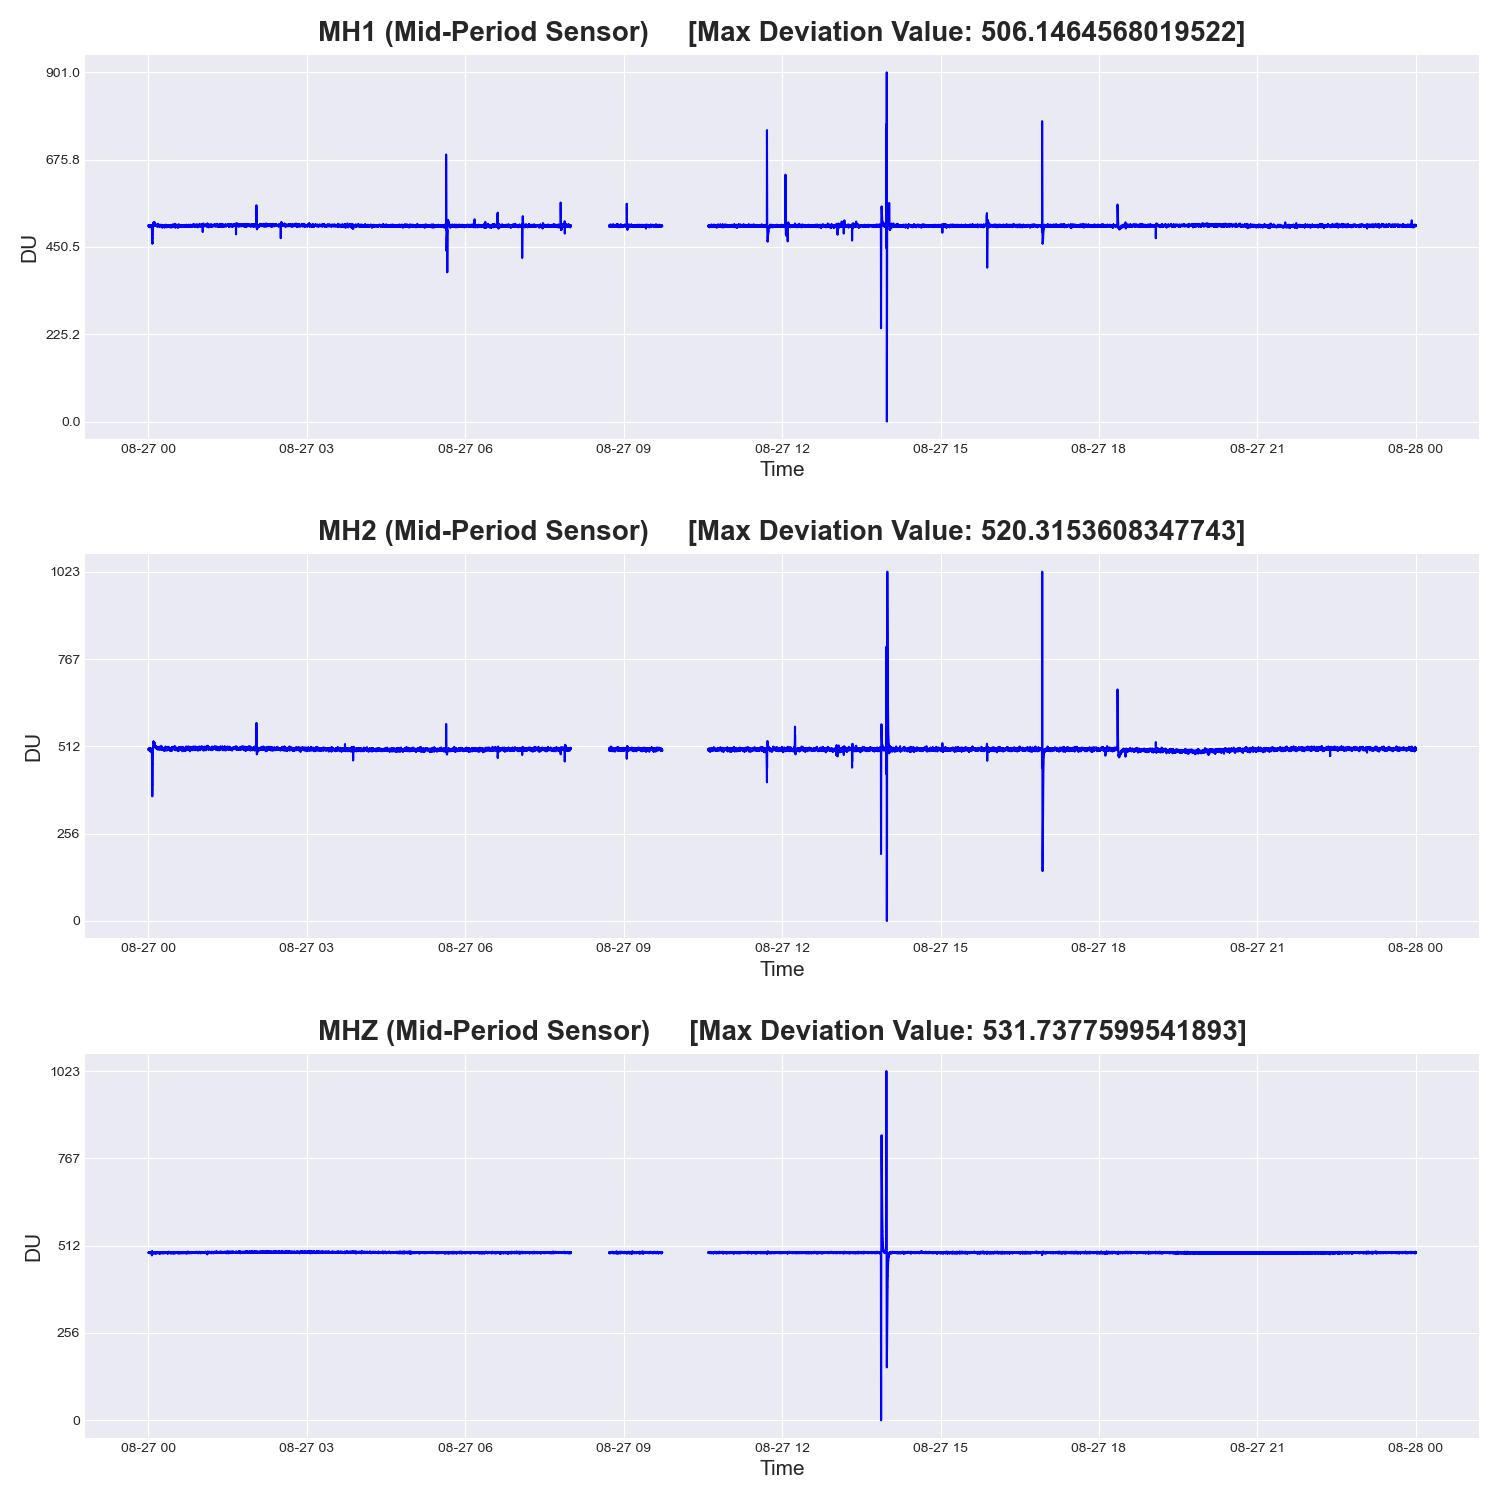 MH1 (Mid-Period Sensor) [Max Deviation Value: 506.1464568019522]
901.0
675.8
450.5
225.2
0.0
DU
08-27 00 08-27 03 08-27 06 08-27 09 08-27 12 08-27 15 08-27 18 08-27 21 08-28 00
Time
MH2 (Mid-Period Sensor) [Max Deviation Value: 520.3153608347743]
1023
767
512
256
0
DU
08-27 00 08-27 03 08-27 06 08-27 09 08-27 12 08-27 15 08-27 18 08-27 21 08-28 00
Time
MHZ (Mid-Period Sensor) [Max Deviation Value: 531.7377599541893]
1023
767
512
256
0
DU
08-27 00 08-27 03 08-27 06 08-27 09 08-27 12 08-27 15 08-27 18 08-27 21 08-28 00
Time